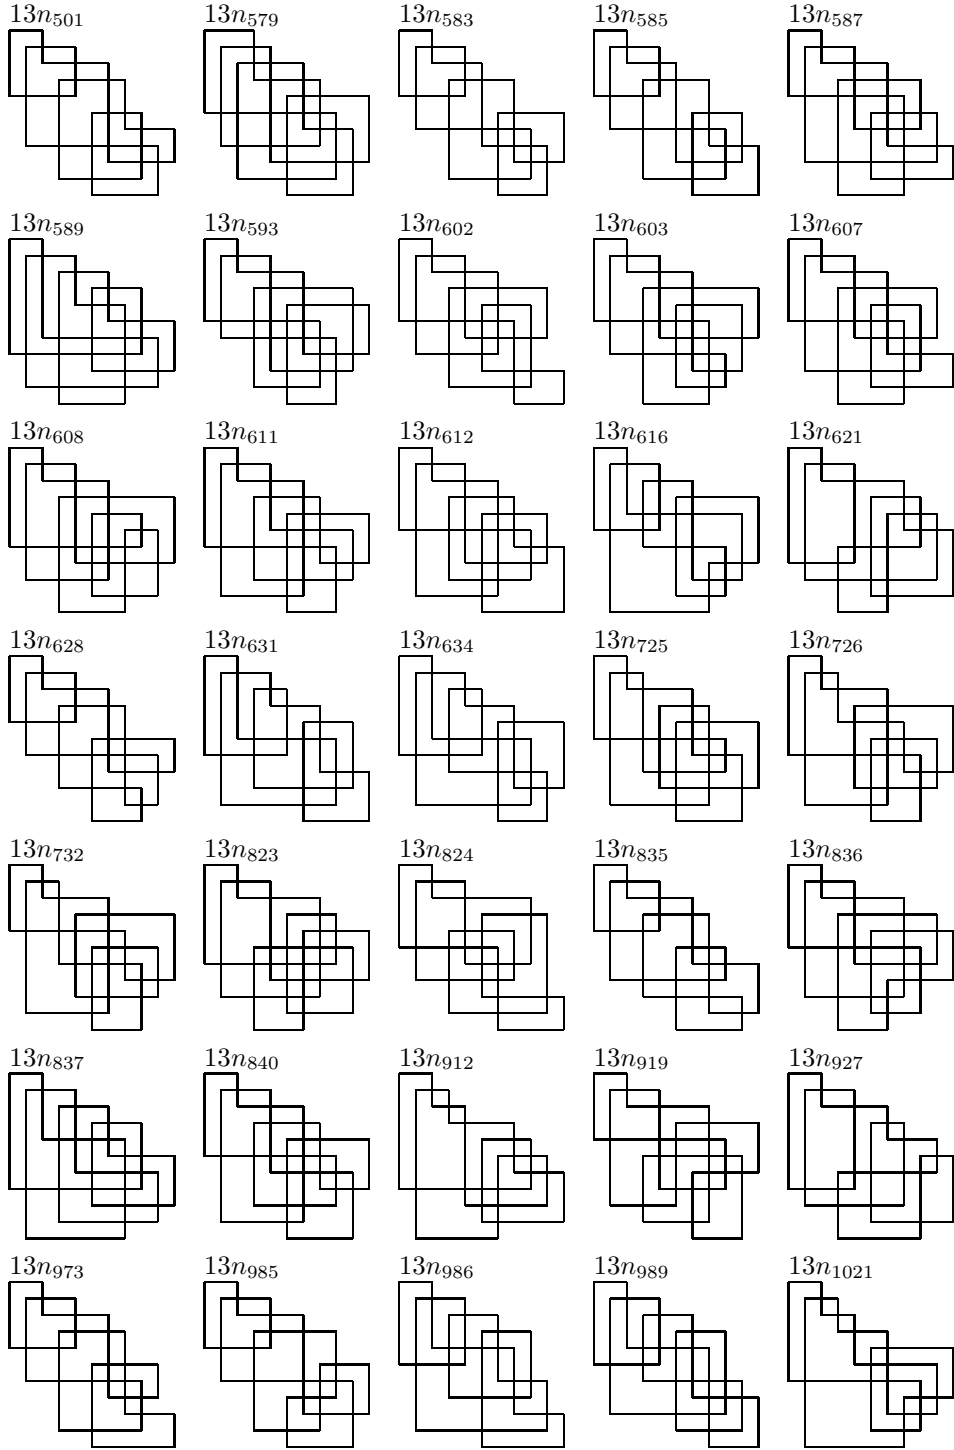 13n₅₀₁ 13n₅₇₉ 13n₅₈₃ 13n₅₈₅ 13n₅₈₇
13n₅₈₉ 13n₅₉₃ 13n₆₀₂ 13n₆₀₃ 13n₆₀₇
13n₆₀₈ 13n₆₁₁ 13n₆₁₂ 13n₆₁₆ 13n₆₂₁
13n₆₂₈ 13n₆₃₁ 13n₆₃₄ 13n₇₂₅ 13n₇₂₆
13n₇₃₂ 13n₈₂₃ 13n₈₂₄ 13n₈₃₅ 13n₈₃₆
13n₈₃₇ 13n₈₄₀ 13n₉₁₂ 13n₉₁₉ 13n₉₂₇
13n₉₇₃ 13n₉₈₅ 13n₉₈₆ 13n₉₈₉ 13n₁₀₂₁